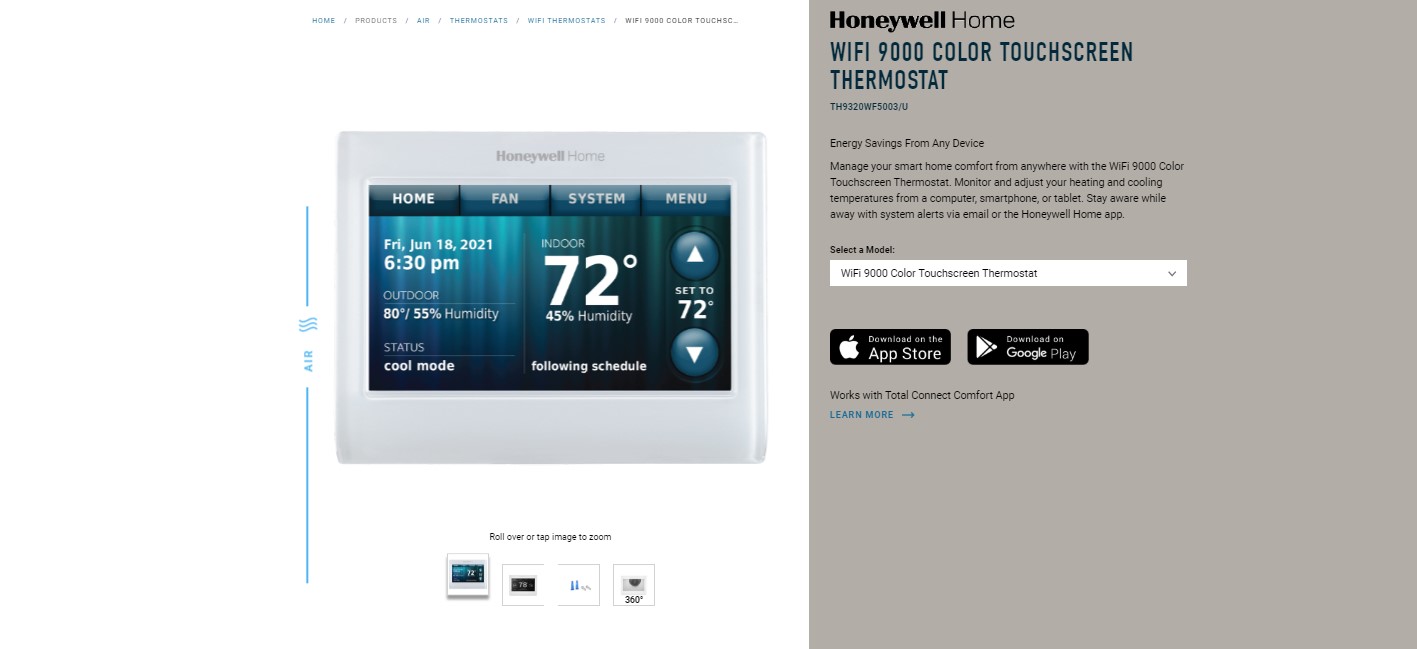 HOME / PRODUCTS / AIR / THERMOSTATS / WIFI THERMOSTATS / WIFI 9000 COLOR TOUCHSC…
Honeywell Home
HOME FAN SYSTEM MENU
Fri, Jun 18, 2021
6:30 pm
OUTDOOR
80°/ 55% Humidity
STATUS
cool mode
INDOOR
72°
45% Humidity
following schedule
SET TO
72°
AIR
Roll over or tap image to zoom
72
78
360°
Honeywell Home
WIFI 9000 COLOR TOUCHSCREEN
THERMOSTAT
TH9320WF5003/U
Energy Savings From Any Device
Manage your smart home comfort from anywhere with the WiFi 9000 Color
Touchscreen Thermostat. Monitor and adjust your heating and cooling
temperatures from a computer, smartphone, or tablet. Stay aware while
away with system alerts via email or the Honeywell Home app.
Select a Model:
WiFi 9000 Color Touchscreen Thermostat
Download on the
App Store
Download on
Google Play
Works with Total Connect Comfort App
LEARN MORE